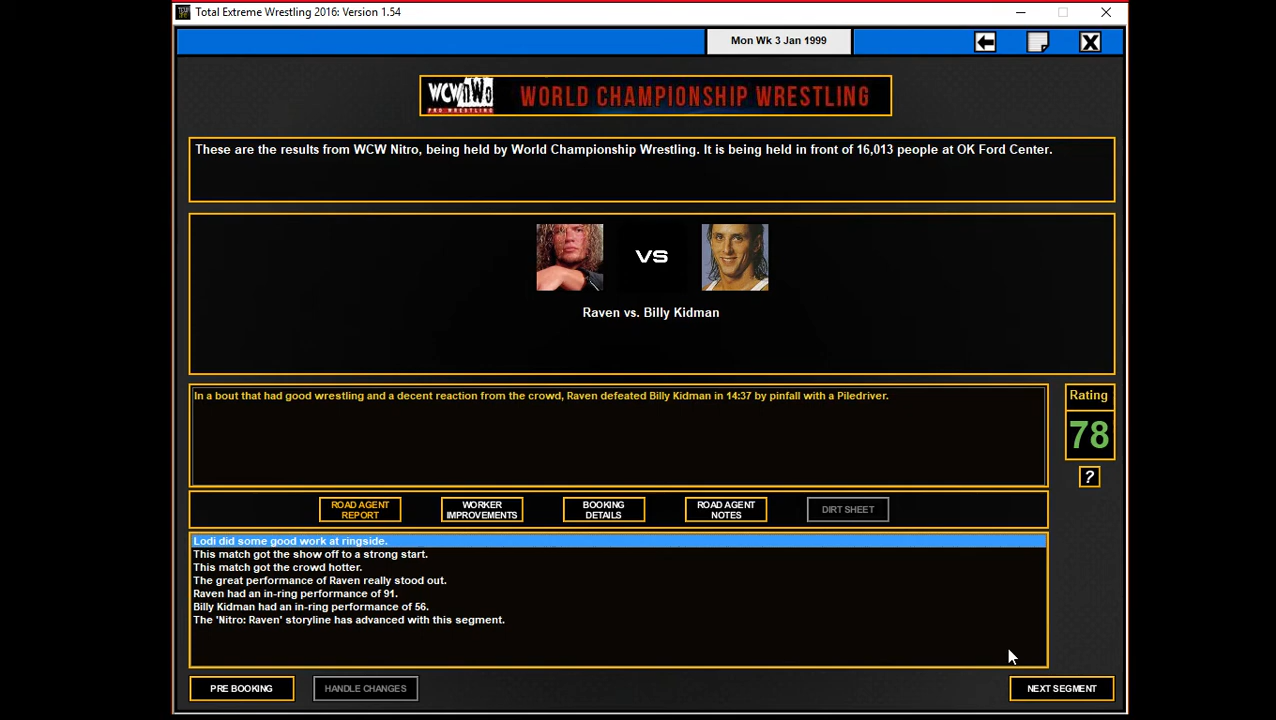 Total Extreme Wrestling 2016: Version 1.54
Mon Wk 3 Jan 1999
WCW nWo
PRO WRESTLING
WORLD CHAMPIONSHIP WRESTLING
These are the results from WCW Nitro, being held by World Championship Wrestling. It is being held in front of 16,013 people at OK Ford Center.
VS
Raven vs. Billy Kidman
In a bout that had good wrestling and a decent reaction from the crowd, Raven defeated Billy Kidman in 14:37 by pinfall with a Piledriver.
Rating
78
?
ROAD AGENT REPORT
WORKER IMPROVEMENTS
BOOKING DETAILS
ROAD AGENT NOTES
DIRT SHEET
Lodi did some good work at ringside.
This match got the show off to a strong start.
This match got the crowd hotter.
The great performance of Raven really stood out.
Raven had an in-ring performance of 91.
Billy Kidman had an in-ring performance of 56.
The 'Nitro: Raven' storyline has advanced with this segment.
PRE BOOKING
HANDLE CHANGES
NEXT SEGMENT